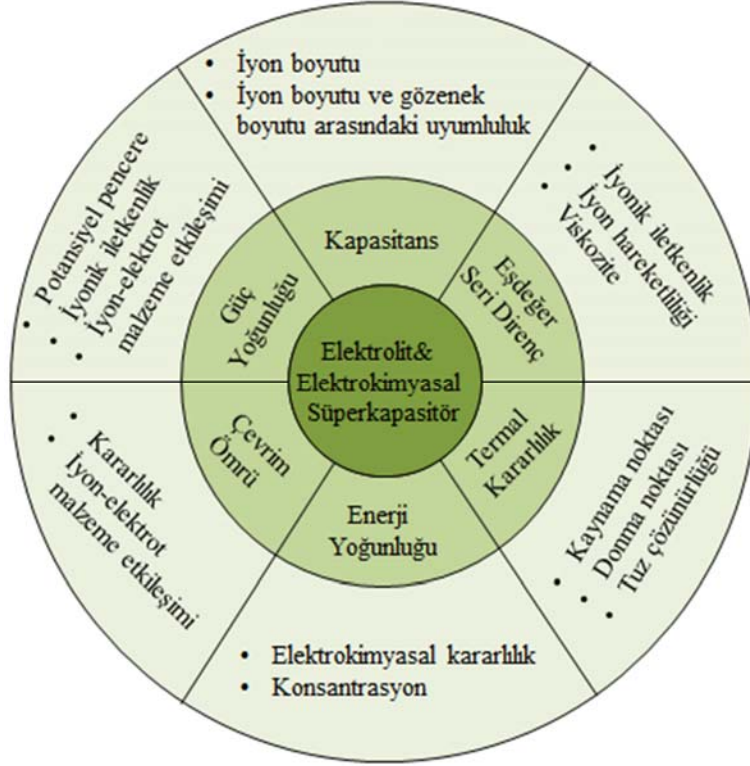 • İyon boyutu
• İyon boyutu ve gözenek
boyutu arasındaki uyumluluk
Kapasitans
• İyonik iletkenlik
• İyon hareketliliği
• Viskozite
Eşdeğer
Seri Direnç
• Kaynama noktası
• Donma noktası
• Tuz çözünürlüğü
Termal
Kararlılık
• Elektrokimyasal kararlılık
• Konsantrasyon
Enerji
Yoğunluğu
• Kararlılık
• İyon-elektrot
malzeme etkileşimi
Çevrim
Ömrü
• Potansiyel pencere
• İyonik iletkenlik
• İyon-elektrot
malzeme etkileşimi
Güç
Yoğunluğu
Elektrolit&
Elektrokimyasal
Süperkapasitör